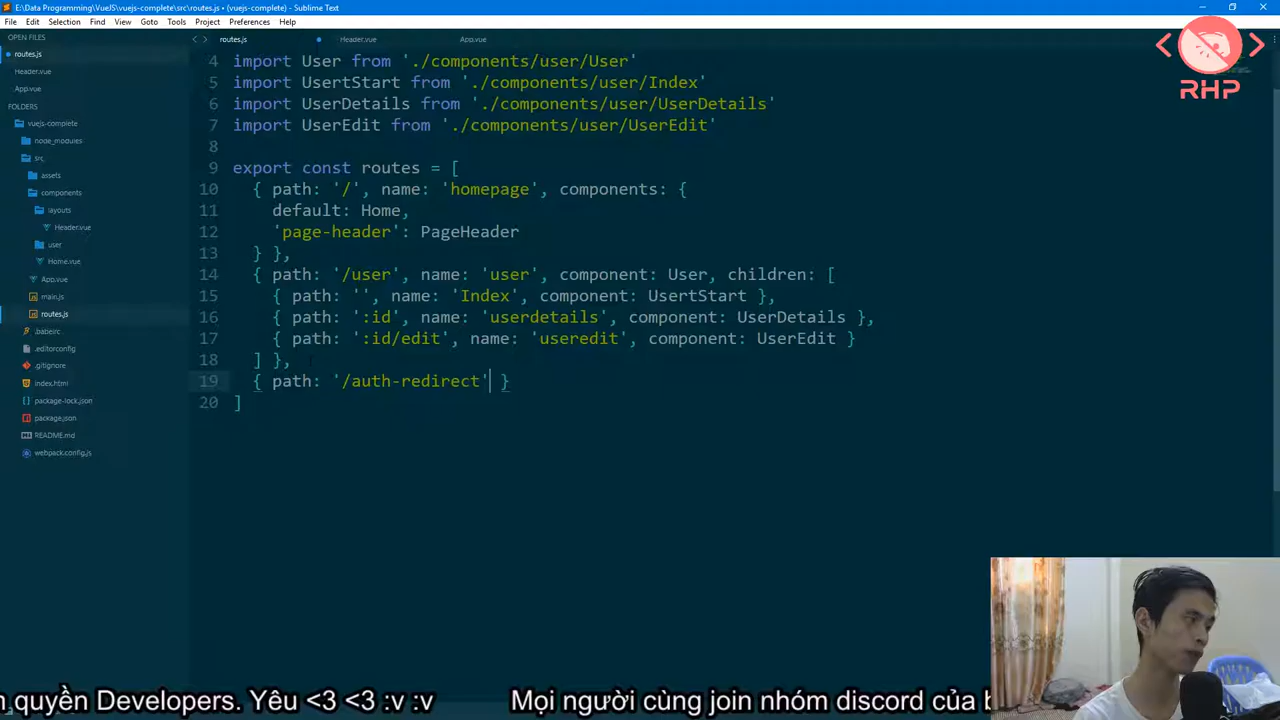 E:\Data Programming\VueJS\vuejs-complete\src\routes.js • (vuejs-complete) - Sublime Text
File Edit Selection Find View Goto Tools Project Preferences Help
OPEN FILES
routes.js
Header.vue
App.vue
FOLDERS
vuejs-complete
node_modules
src
assets
components
layouts
Header.vue
user
Home.vue
App.vue
main.js
routes.js
.babelrc
.editorconfig
.gitignore
index.html
package-lock.json
package.json
README.md
webpack.config.js
routes.js Header.vue App.vue
4 import User from './components/user/User'
5 import UsertStart from './components/user/Index'
6 import UserDetails from './components/user/UserDetails'
7 import UserEdit from './components/user/UserEdit'
8
9 export const routes = [
10 { path: '/', name: 'homepage', components: {
11 default: Home,
12 'page-header': PageHeader
13 } },
14 { path: '/user', name: 'user', component: User, children: [
15 { path: '', name: 'Index', component: UsertStart },
16 { path: ':id', name: 'userdetails', component: UserDetails },
17 { path: ':id/edit', name: 'useredit', component: UserEdit }
18 ] },
19 { path: '/auth-redirect' }
20 ]
< >
RHP
quyền Developers. Yêu <3 <3 :v :v Mọi người cùng join nhóm discord của